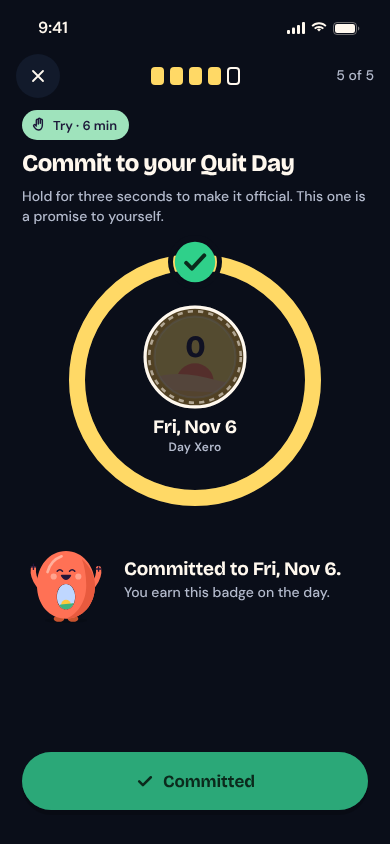 9:41
5 of 5
Try · 6 min
Commit to your Quit Day
Hold for three seconds to make it official. This one is
a promise to yourself.
0
Fri, Nov 6
Day Xero
Committed to Fri, Nov 6.
You earn this badge on the day.
Committed